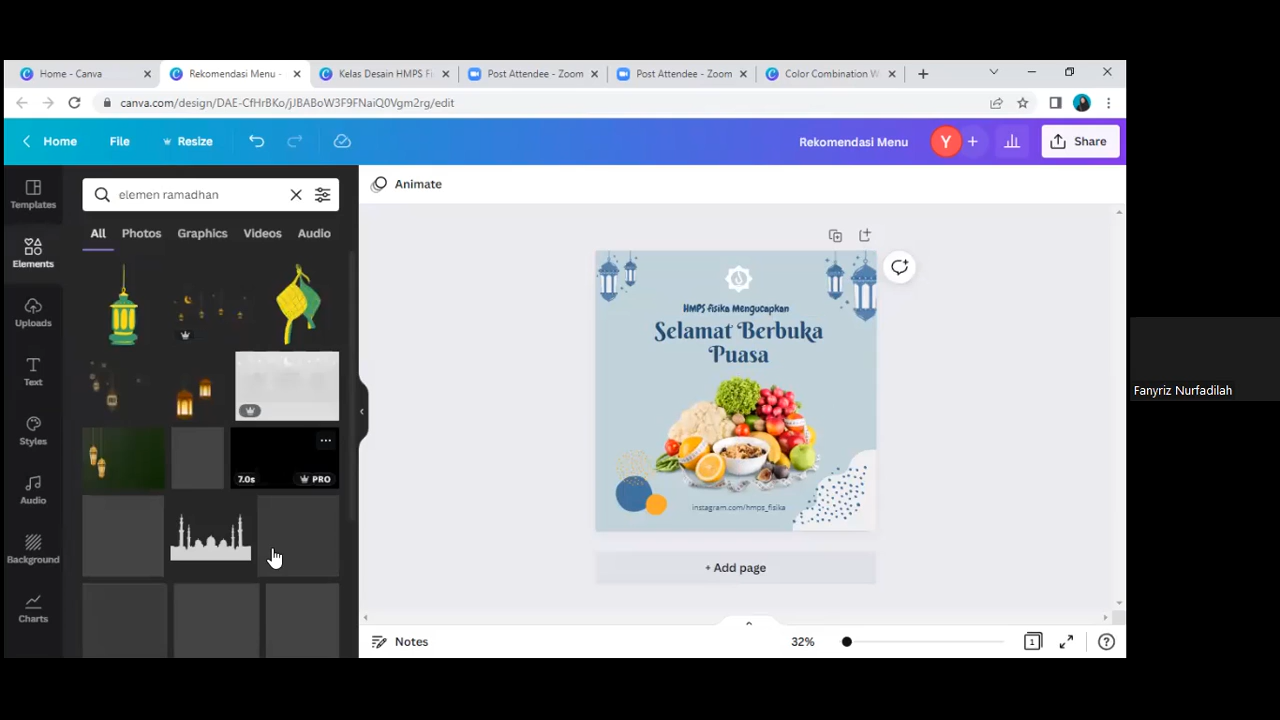 Home - Canva
Rekomendasi Menu -
Kelas Desain HMPS Fi
Post Attendee - Zoom
Post Attendee - Zoom
Color Combination W
canva.com/design/DAE-CfHrBKo/jJBABoW3F9FNaiQ0Vgm2rg/edit
Home
File
Resize
Rekomendasi Menu
Y
Share
Templates
Elements
Uploads
Text
Styles
Audio
Background
Charts
elemen ramadhan
All
Photos
Graphics
Videos
Audio
7.0s
PRO
Animate
HMPS fisika Mengucapkan
Selamat Berbuka
Puasa
instagram.com/hmps_fisika
+ Add page
Notes
32%
1
Fanyriz Nurfadilah